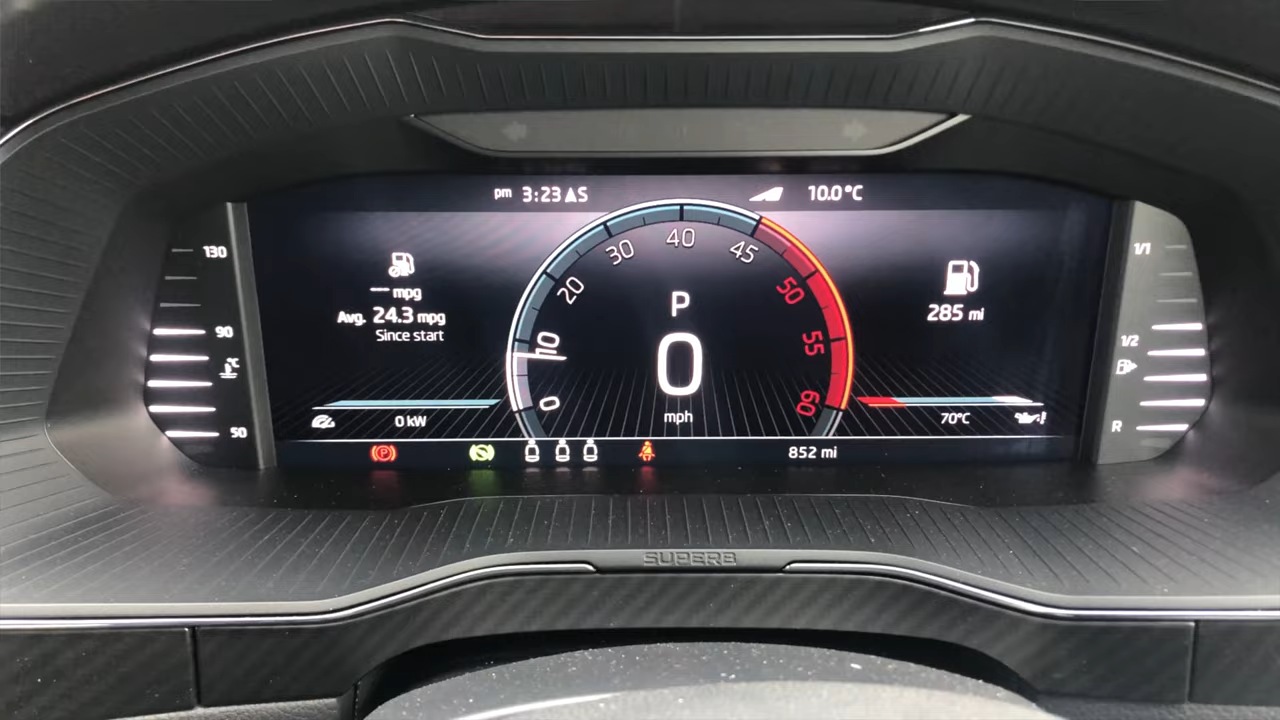 pm 3:23 AS
10.0°C
130
90
°C
50
--- mpg
Avg. 24.3 mpg
Since start
0 kW
0
10
20
30
40
45
50
55
60
P
0
mph
285 mi
70°C
1/1
1/2
R
P
852 mi
SUPERB